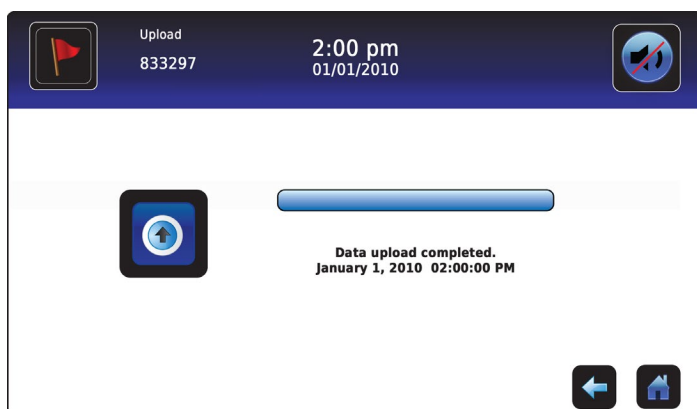 Upload
833297
2:00 pm
01/01/2010
Data upload completed.
January 1, 2010 02:00:00 PM